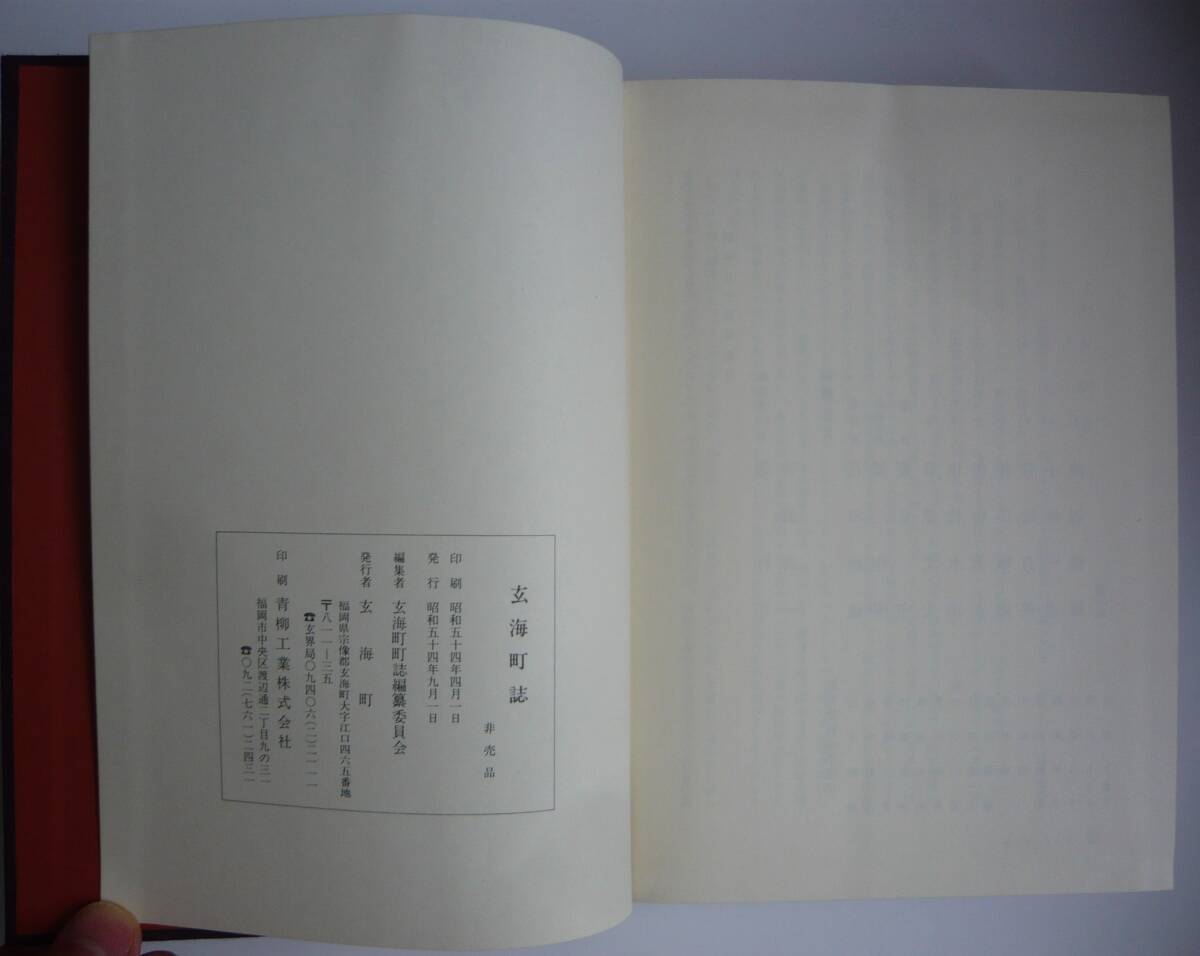 玄海町誌
非売品
印刷 昭和五十四年四月一日
発行 昭和五十四年九月一日
編集者 玄海町町誌編纂委員会
発行者 玄海町
福岡県宗像郡玄海町大字江口四六五番地
〒八一一―三五
☎玄界局〇九四〇六(二)二一一一
印刷 青柳工業株式会社
福岡市中央区渡辺通二丁目九の三一
☎〇九二(七六一)二四三一